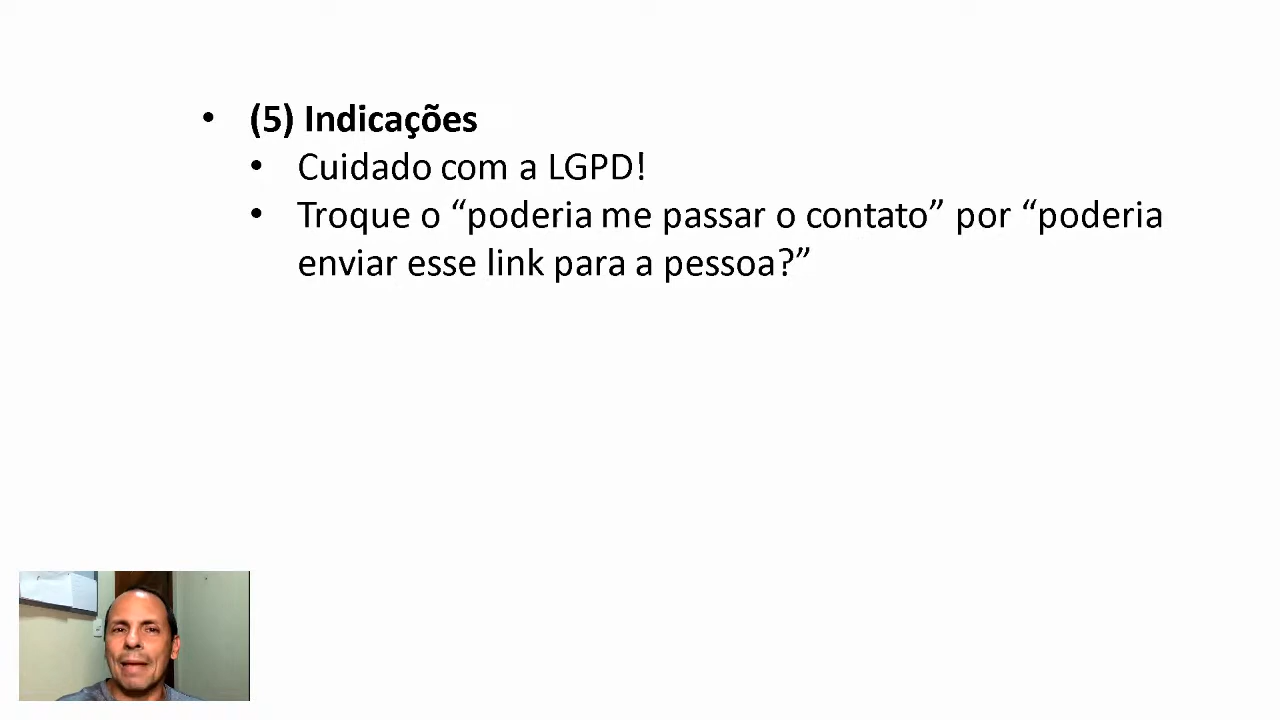 • (5) Indicações
• Cuidado com a LGPD!
• Troque o “poderia me passar o contato” por “poderia
enviar esse link para a pessoa?”